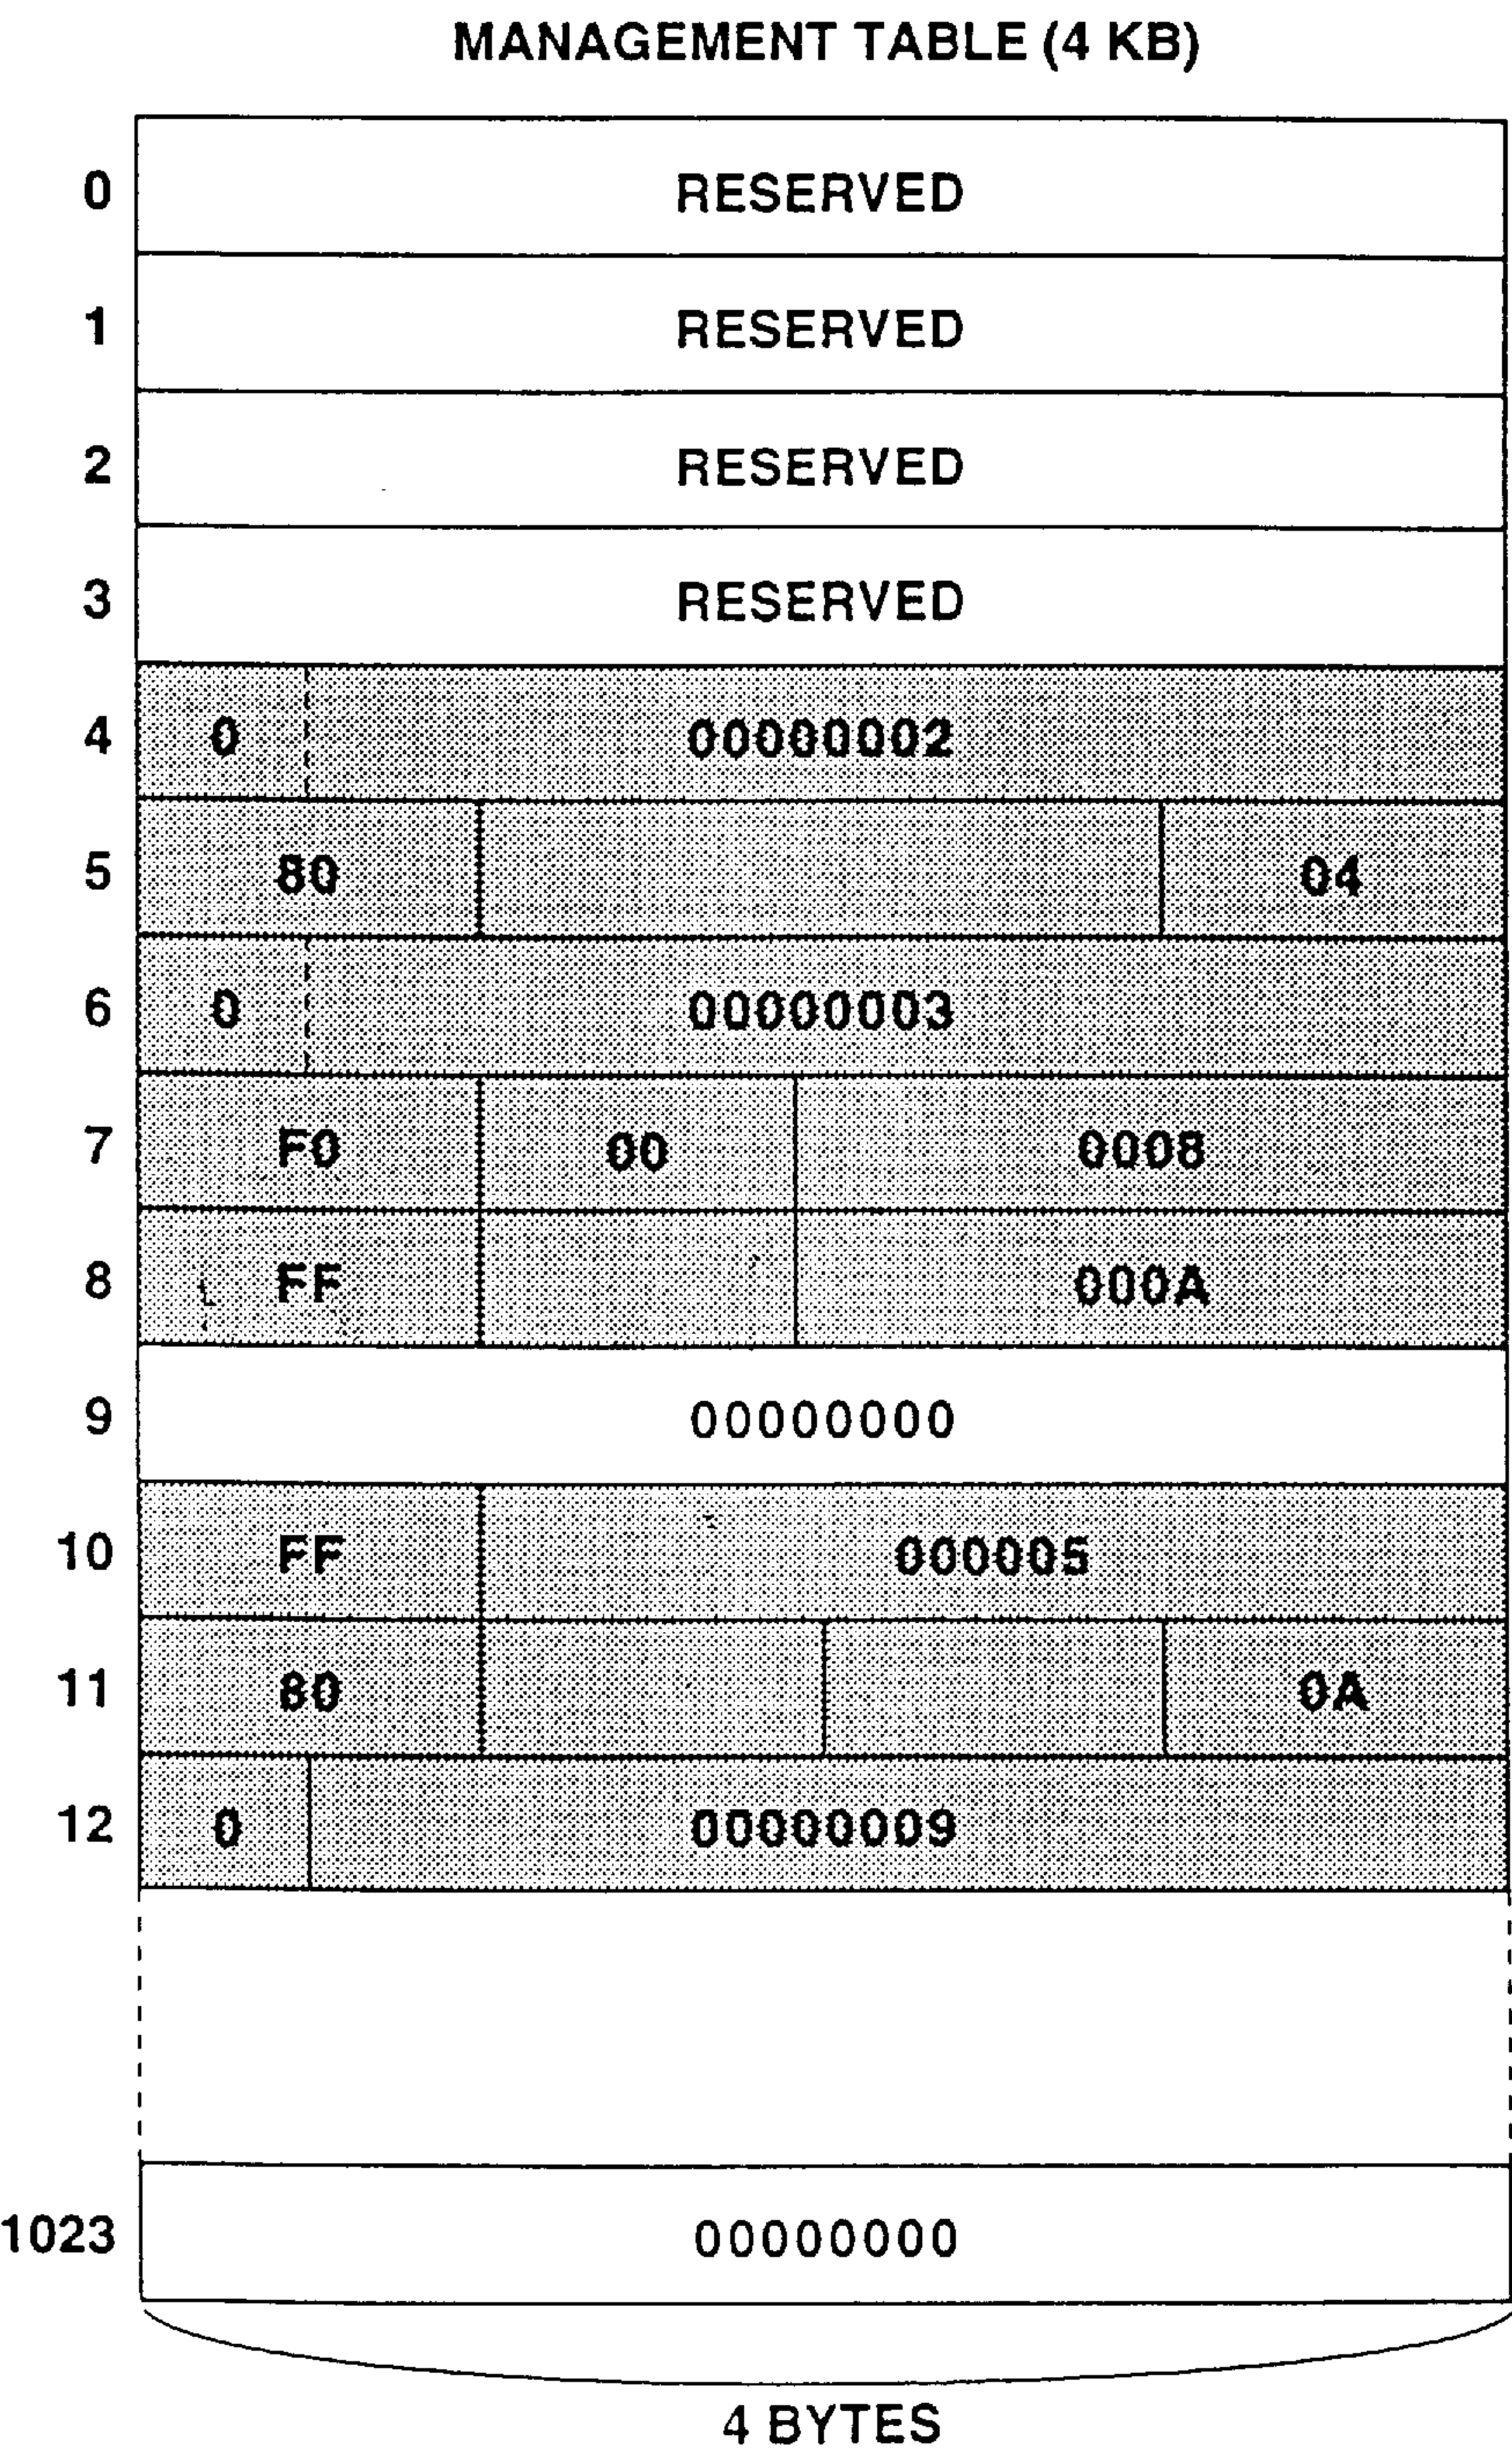 MANAGEMENT TABLE (4 KB)
0 RESERVED
1 RESERVED
2 RESERVED
3 RESERVED
4 0 00000002
5 80 04
6 0 00000003
7 F0 00 0008
8 FF 000A
9 00000000
10 FF 000005
11 80 0A
12 0 00000009
1023 00000000
4 BYTES